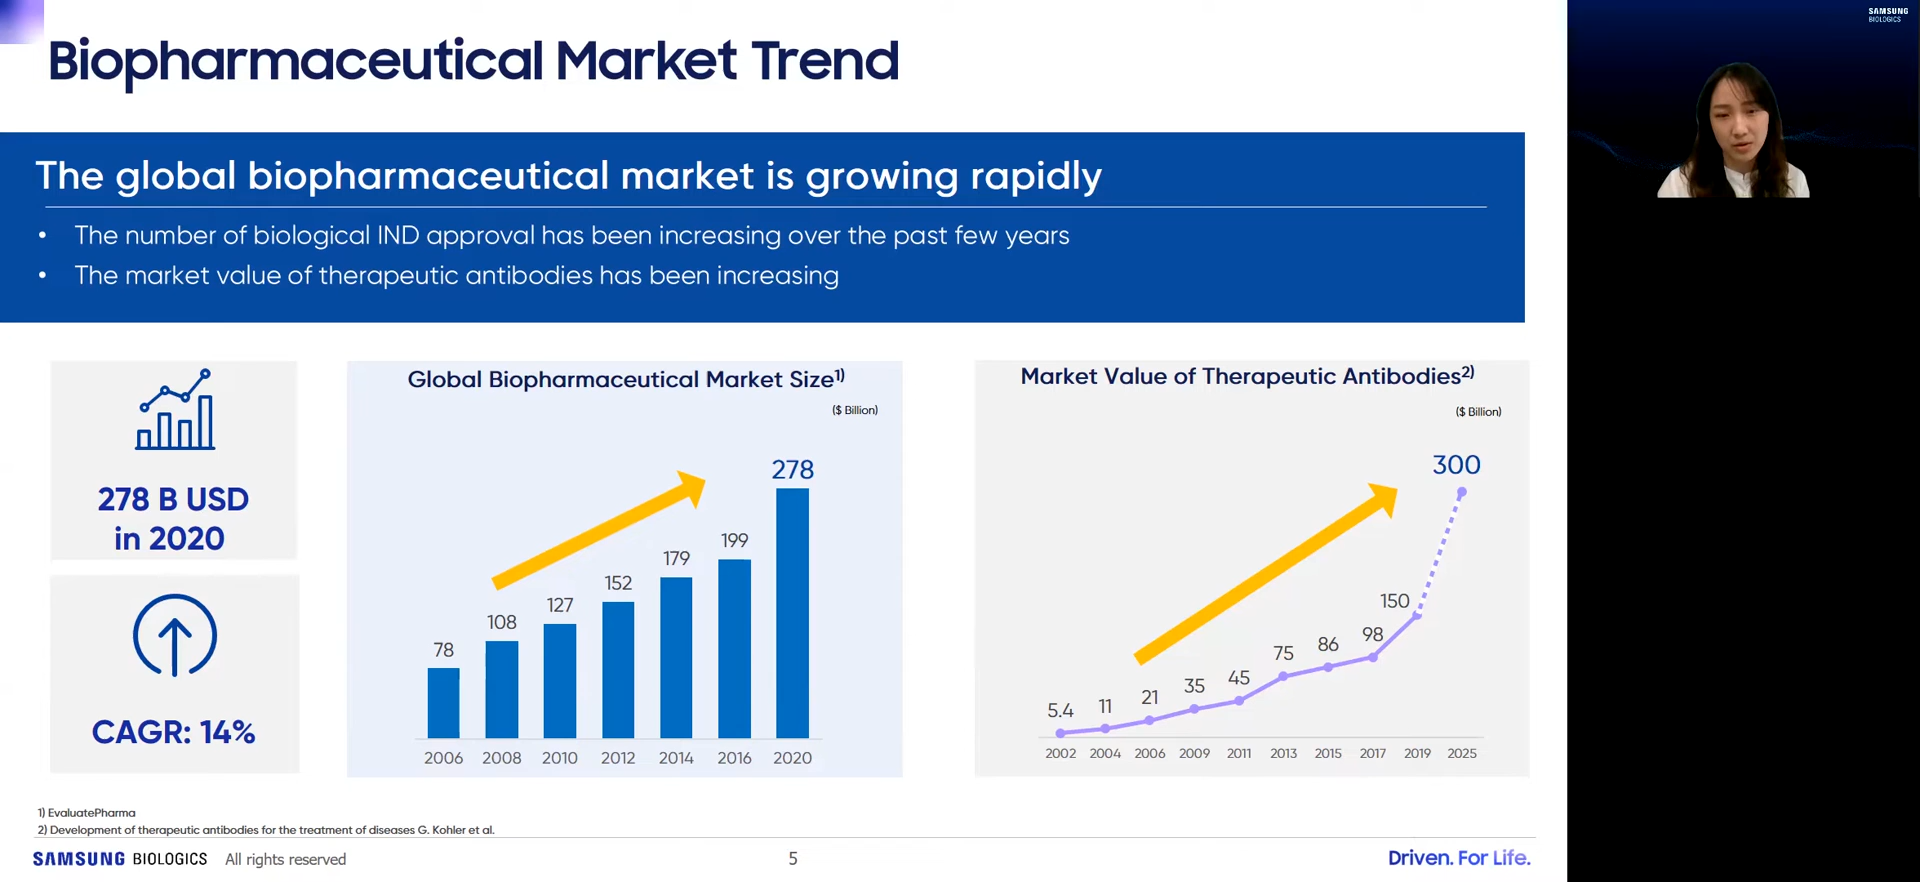 Biopharmaceutical Market Trend
SAMSUNG
BIOLOGICS
The global biopharmaceutical market is growing rapidly
• The number of biological IND approval has been increasing over the past few years
• The market value of therapeutic antibodies has been increasing
278 B USD
in 2020
CAGR: 14%
Global Biopharmaceutical Market Size1)
($ Billion)
78
108
127
152
179
199
278
2006 2008 2010 2012 2014 2016 2020
Market Value of Therapeutic Antibodies2)
($ Billion)
5.4
11
21
35
45
75
86
98
150
300
2002 2004 2006 2009 2011 2013 2015 2017 2019 2025
1) EvaluatePharma
2) Development of therapeutic antibodies for the treatment of diseases G. Kohler et al.
SAMSUNG BIOLOGICS All rights reserved
5
Driven. For Life.